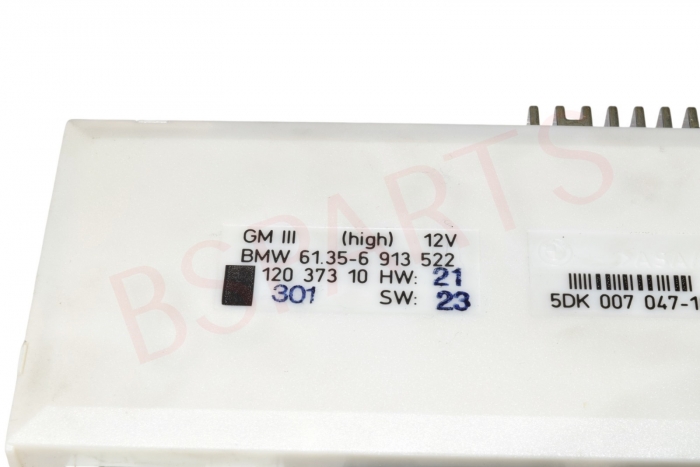 GM III (high) 12V
BMW 61.35-6 913 522
120 373 10 HW: 21
301 SW: 23
5DK 007 047-1
BSPARTS